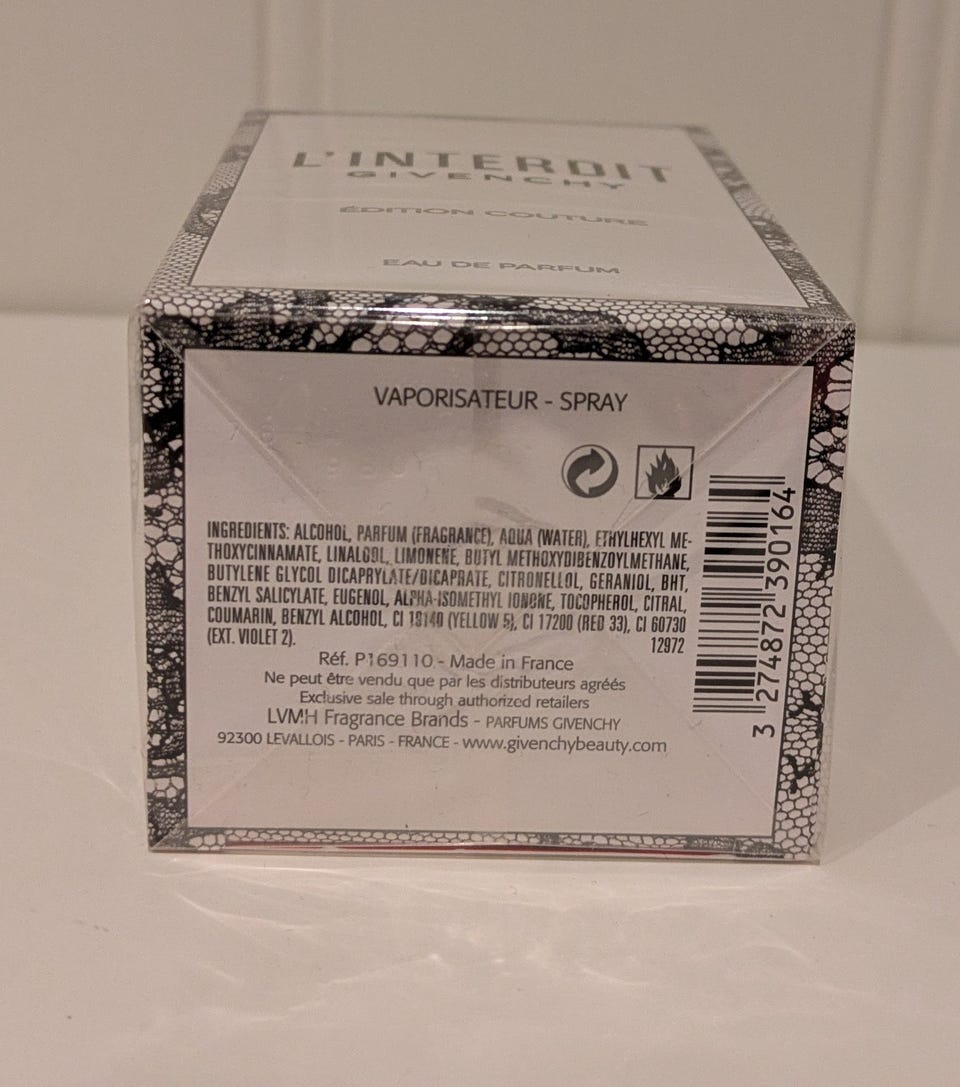 L'INTERDIT
GIVENCHY
ÉDITION COUTURE
EAU DE PARFUM
VAPORISATEUR - SPRAY
INGREDIENTS: ALCOHOL, PARFUM (FRAGRANCE), AQUA (WATER), ETHYLHEXYL ME-
THOXYCINNAMATE, LINALOOL, LIMONENE, BUTYL METHOXYDIBENZOYLMETHANE,
BUTYLENE GLYCOL DICAPRYLATE/DICAPRATE, CITRONELLOL, GERANIOL, BHT,
BENZYL SALICYLATE, EUGENOL, ALPHA-ISOMETHYL IONONE, TOCOPHEROL, CITRAL,
COUMARIN, BENZYL ALCOHOL, CI 19140 (YELLOW 5), CI 17200 (RED 33), CI 60730
(EXT. VIOLET 2).
12972
Réf. P169110 - Made in France
Ne peut être vendu que par les distributeurs agréés
Exclusive sale through authorized retailers
LVMH Fragrance Brands - PARFUMS GIVENCHY
92300 LEVALLOIS - PARIS - FRANCE - www.givenchybeauty.com
3 274872 390164